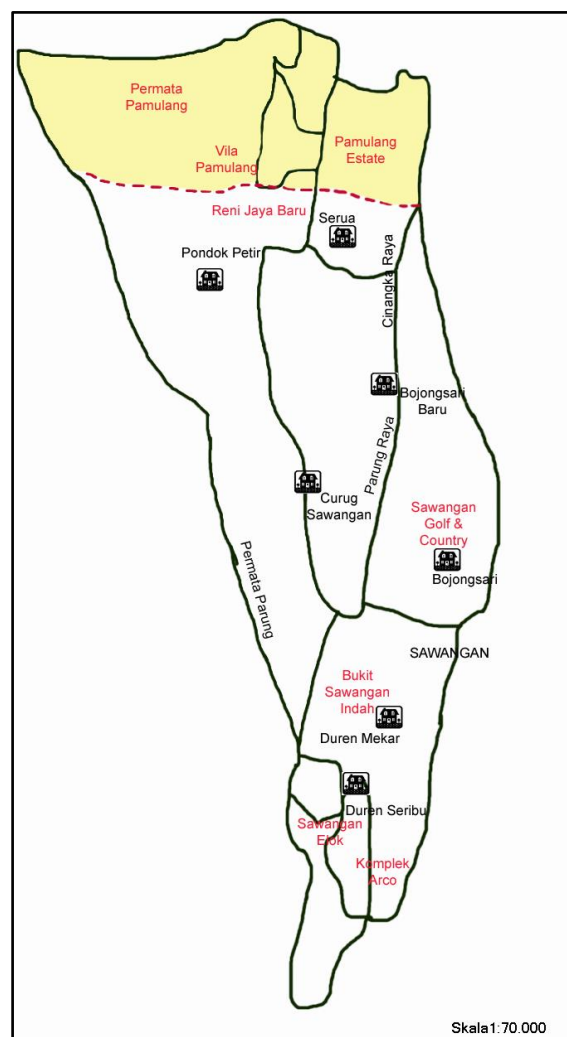 Permata
Pamulang
Vila
Pamulang
Pamulang
Estate
Reni Jaya Baru
Serua
Pondok Petir
Cinangka Raya
Bojongsari
Baru
Parung Raya
Curug
Sawangan
Sawangan
Golf &
Country
Bojongsari
Permata Parung
SAWANGAN
Bukit
Sawangan
Indah
Duren Mekar
Duren Seribu
Sawangan
Elok
Komplek
Arco
Skala1:70.000